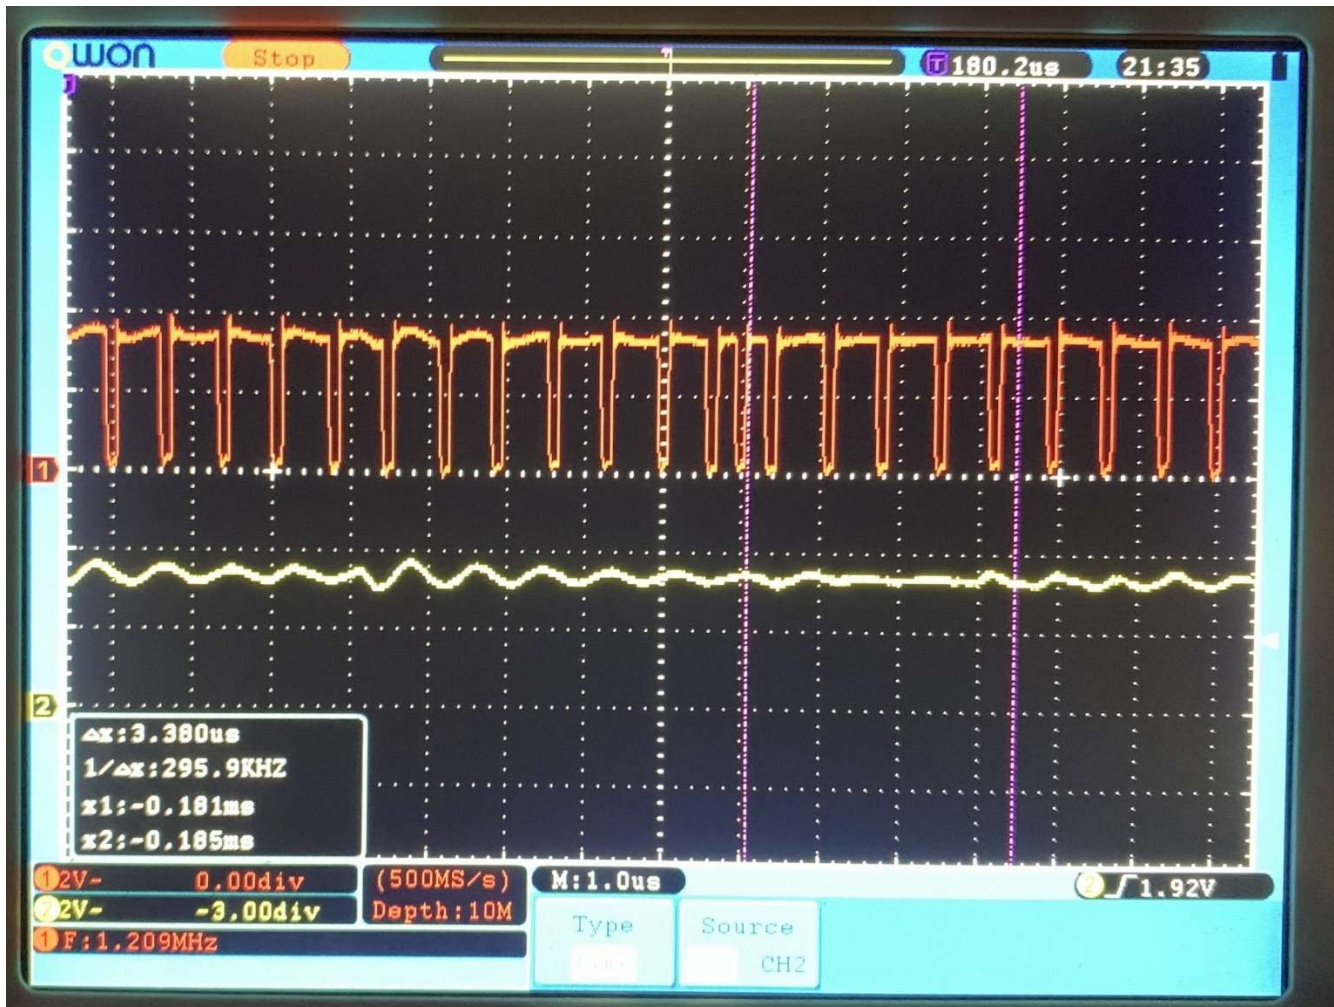 OWON Stop T 180.2us 21:35
1
2
△x:3.380us
1/△x:295.9KHZ
x1:-0.181ms
x2:-0.185ms
1 2V- 0.00div (500MS/s) M:1.0us 2 1.92V
2 2V- -3.00div Depth:10M
1 F:1.209MHz
Type Source
CH2